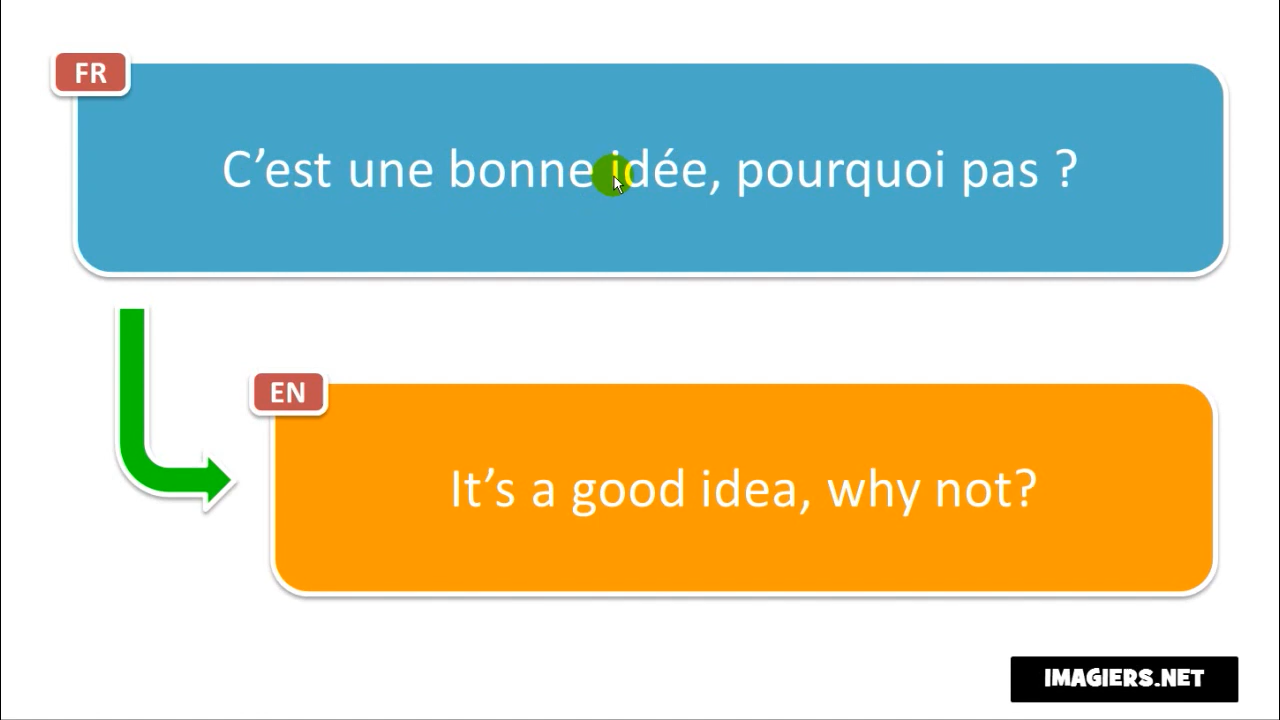 FR
C’est une bonne idée, pourquoi pas ?
EN
It’s a good idea, why not?
IMAGIERS.NET